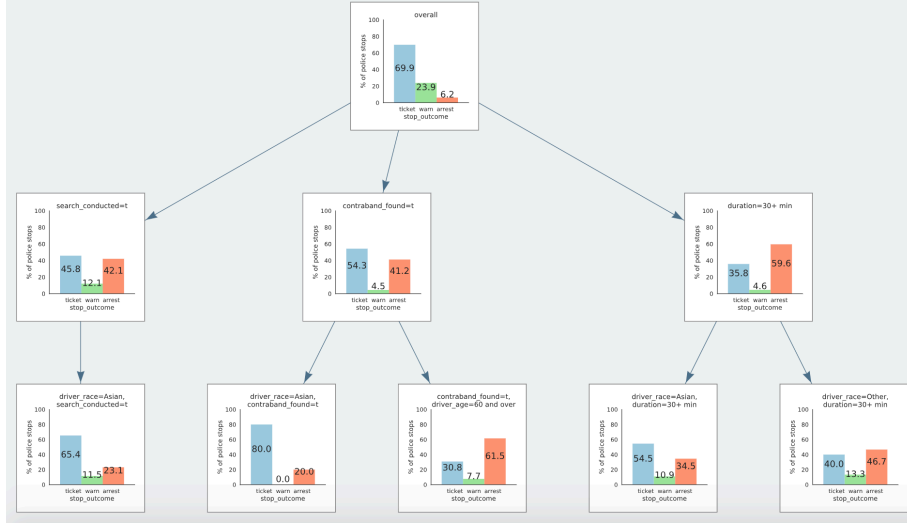 overall
% of police stops
100
80
60
40
20
0
69.9
23.9
6.2
ticket warn arrest
stop_outcome
search_conducted=t
% of police stops
100
80
60
40
20
0
45.8
12.1
42.1
ticket warn arrest
stop_outcome
contraband_found=t
% of police stops
100
80
60
40
20
0
54.3
4.5
41.2
ticket warn arrest
stop_outcome
duration=30+ min
% of police stops
100
80
60
40
20
0
35.8
4.6
59.6
ticket warn arrest
stop_outcome
driver_race=Asian,
search_conducted=t
% of police stops
100
80
60
40
20
0
65.4
11.5
23.1
ticket warn arrest
stop_outcome
driver_race=Asian,
contraband_found=t
% of police stops
100
80
60
40
20
0
80.0
0.0
20.0
ticket warn arrest
stop_outcome
contraband_found=t,
driver_age=60 and over
% of police stops
100
80
60
40
20
0
30.8
7.7
61.5
ticket warn arrest
stop_outcome
driver_race=Asian,
duration=30+ min
% of police stops
100
80
60
40
20
0
54.5
10.9
34.5
ticket warn arrest
stop_outcome
driver_race=Other,
duration=30+ min
% of police stops
100
80
60
40
20
0
40.0
13.3
46.7
ticket warn arrest
stop_outcome